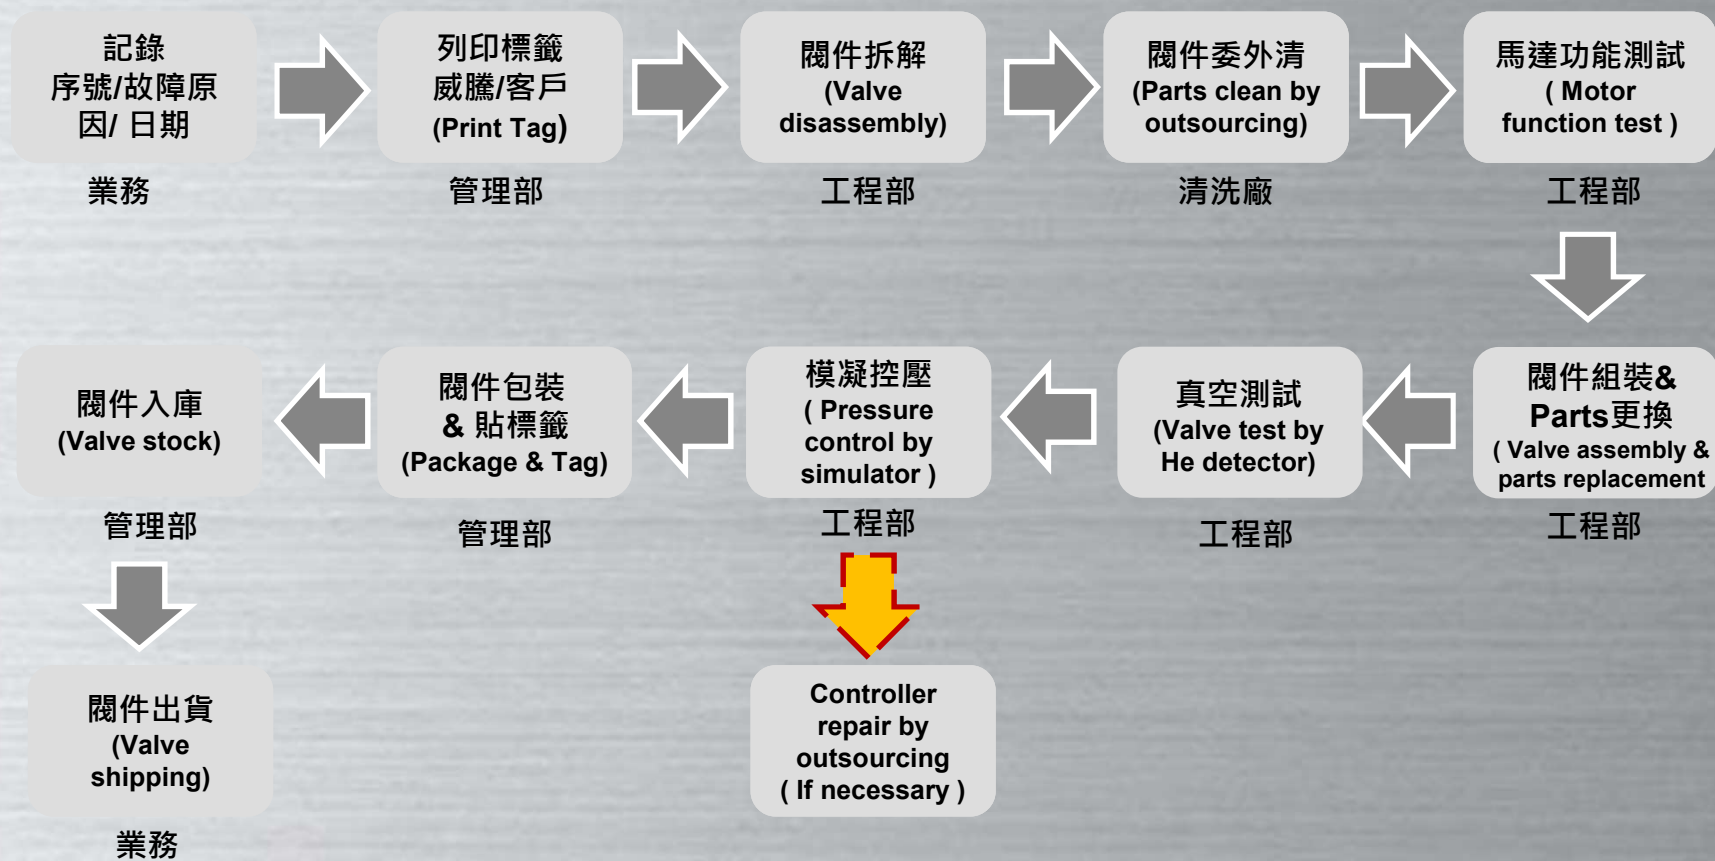 記錄
序號/故障原
因/ 日期
業務
列印標籤
威騰/客戶
(Print Tag)
管理部
閥件拆解
(Valve
disassembly)
工程部
閥件委外清
(Parts clean by
outsourcing)
清洗廠
馬達功能測試
( Motor
function test )
工程部
閥件組裝&
Parts更換
( Valve assembly &
parts replacement
工程部
真空測試
(Valve test by
He detector)
工程部
模凝控壓
( Pressure
control by
simulator )
工程部
閥件包裝
& 貼標籤
(Package & Tag)
管理部
閥件入庫
(Valve stock)
管理部
閥件出貨
(Valve
shipping)
業務
Controller
repair by
outsourcing
( If necessary )